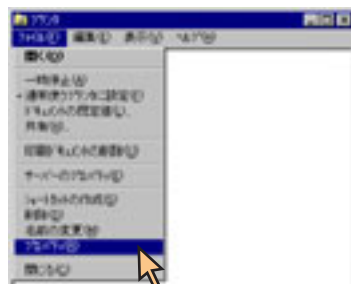 プリンタ
ファイル(F) 編集(E) 表示(V) ヘルプ(H)
開く(O)
一時停止(A)
通常使うプリンタに設定(E)
ドキュメントの既定値(L)...
共有(H)...
印刷ドキュメントの削除(U)
サーバーのプロパティ(I)
ショートカットの作成(S)
削除(D)
名前の変更(M)
プロパティ(R)
閉じる(C)